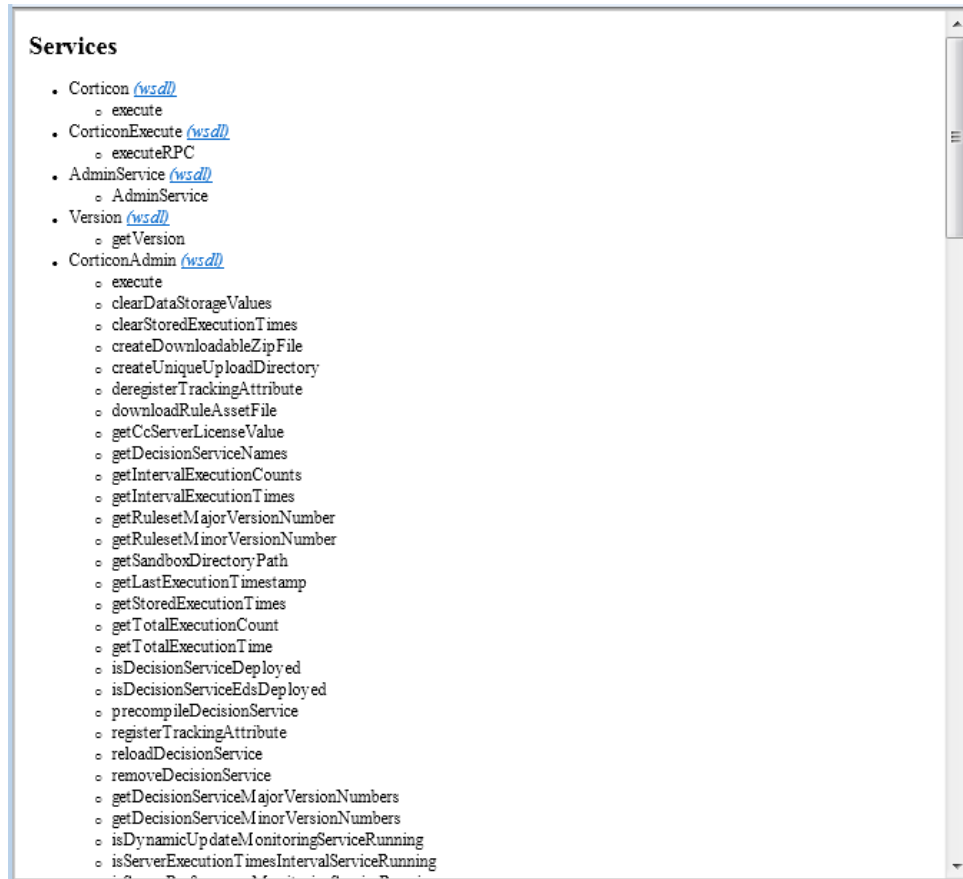 Services
Corticon (wsdl)
execute
CorticonExecute (wsdl)
executeRPC
AdminService (wsdl)
AdminService
Version (wsdl)
getVersion
CorticonAdmin (wsdl)
execute
clearDataStorageValues
clearStoredExecutionTimes
createDownloadableZipFile
createUniqueUploadDirectory
deregisterTrackingAttribute
downloadRuleAssetFile
getCcServerLicenseValue
getDecisionServiceNames
getIntervalExecutionCounts
getIntervalExecutionTimes
getRulesetMajorVersionNumber
getRulesetMinorVersionNumber
getSandboxDirectoryPath
getLastExecutionTimestamp
getStoredExecutionTimes
getTotalExecutionCount
getTotalExecutionTime
isDecisionServiceDeployed
isDecisionServiceEdsDeployed
precompileDecisionService
registerTrackingAttribute
reloadDecisionService
removeDecisionService
getDecisionServiceMajorVersionNumbers
getDecisionServiceMinorVersionNumbers
isDynamicUpdateMonitoringServiceRunning
isServerExecutionTimesIntervalServiceRunning